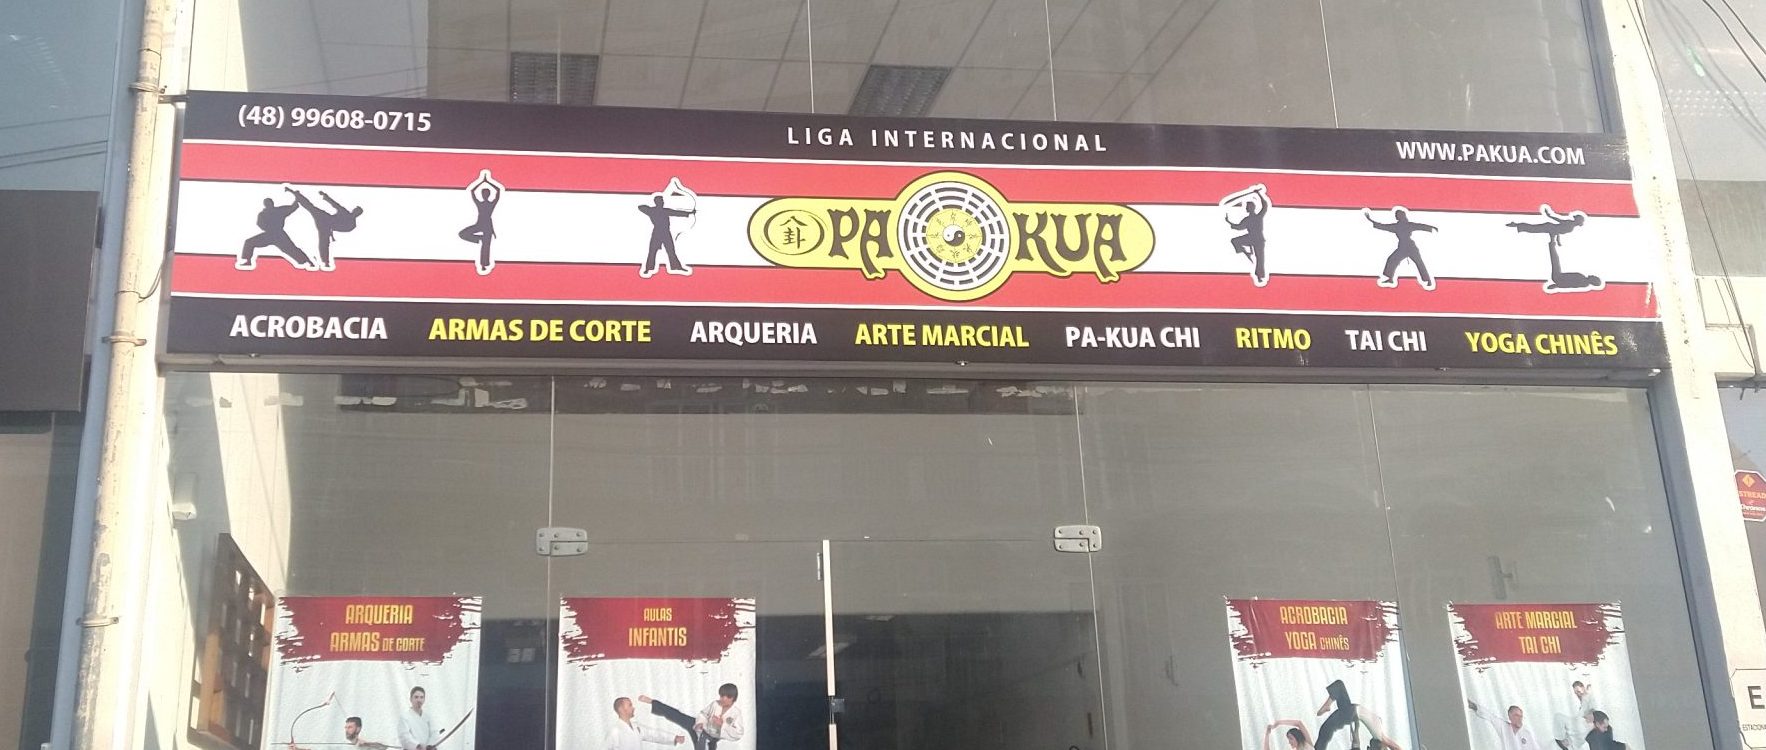 (48) 99608-0715
LIGA INTERNACIONAL
WWW.PAKUA.COM
八卦 PA KUA
ACROBACIA ARMAS DE CORTE ARQUERIA ARTE MARCIAL PA-KUA CHI RITMO TAI CHI YOGA CHINÊS
ARQUERIA
ARMAS DE CORTE
AULAS
INFANTIS
ACROBACIA
YOGA CHINÊS
ARTE MARCIAL
TAI CHI